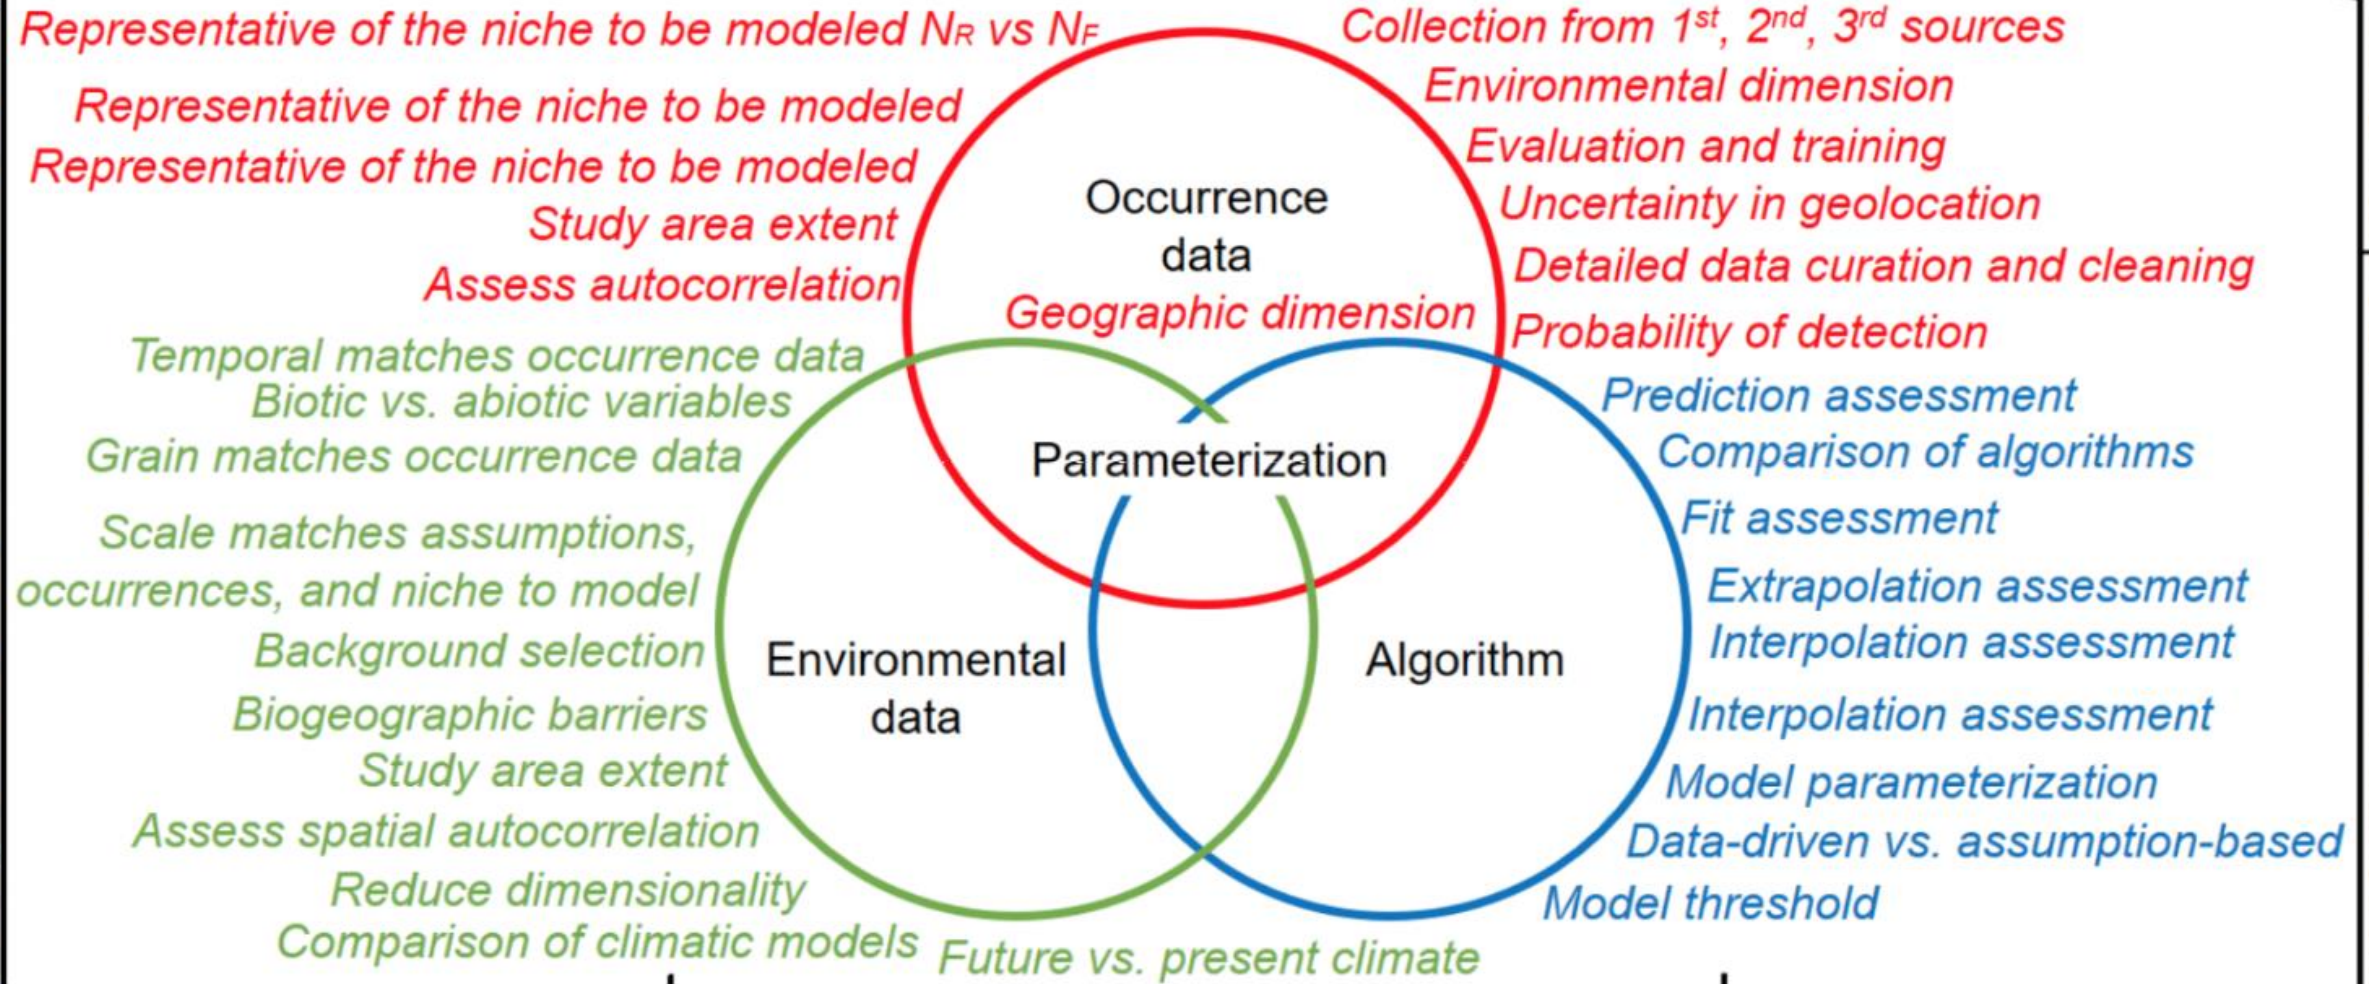 Representative of the niche to be modeled NR vs NF
Representative of the niche to be modeled
Representative of the niche to be modeled
Study area extent
Assess autocorrelation
Collection from 1st, 2nd, 3rd sources
Environmental dimension
Evaluation and training
Uncertainty in geolocation
Detailed data curation and cleaning
Probability of detection
Occurrence
data
Geographic dimension
Parameterization
Environmental
data
Algorithm
Temporal matches occurrence data
Biotic vs. abiotic variables
Grain matches occurrence data
Scale matches assumptions,
occurrences, and niche to model
Background selection
Biogeographic barriers
Study area extent
Assess spatial autocorrelation
Reduce dimensionality
Comparison of climatic models
Future vs. present climate
Prediction assessment
Comparison of algorithms
Fit assessment
Extrapolation assessment
Interpolation assessment
Interpolation assessment
Model parameterization
Data-driven vs. assumption-based
Model threshold